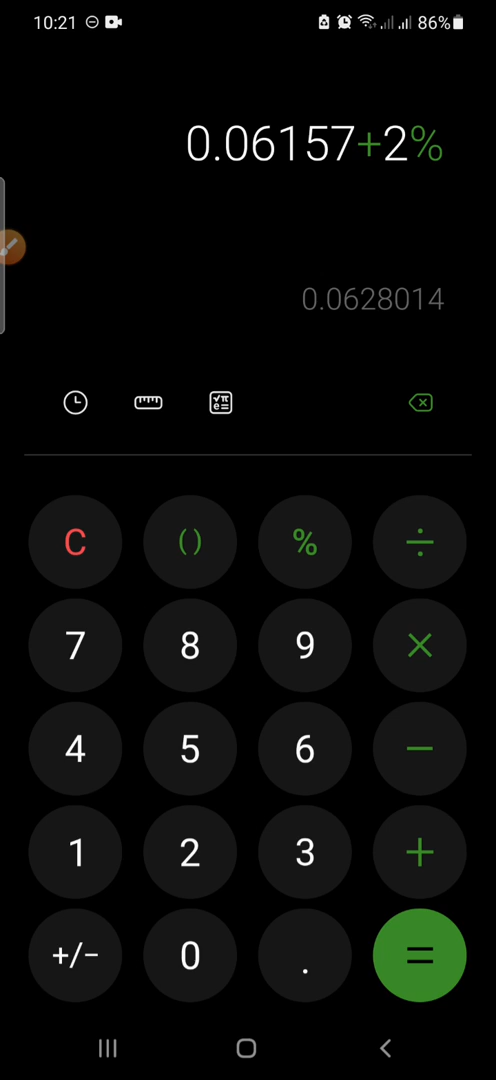 10:21 86%
0.06157+2%
0.0628014
C () % ÷
7 8 9 ×
4 5 6 −
1 2 3 +
+/− 0 . =